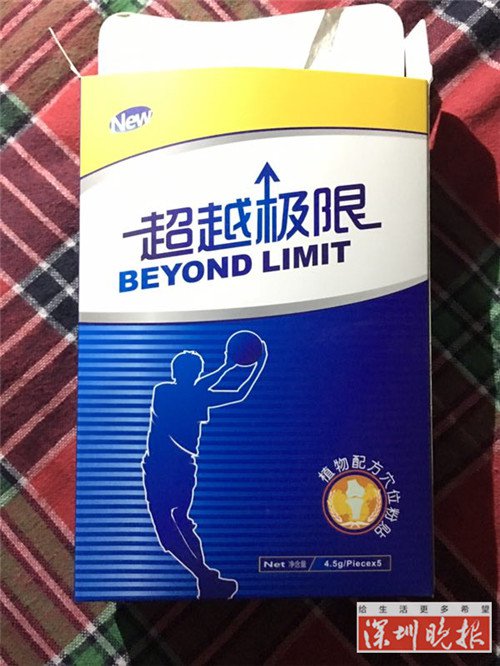 New
超越极限
BEYOND LIMIT
植物配方穴位粉贴
Net 净含量 4.5g/Piecex5
给生活更多希望
深圳晚报